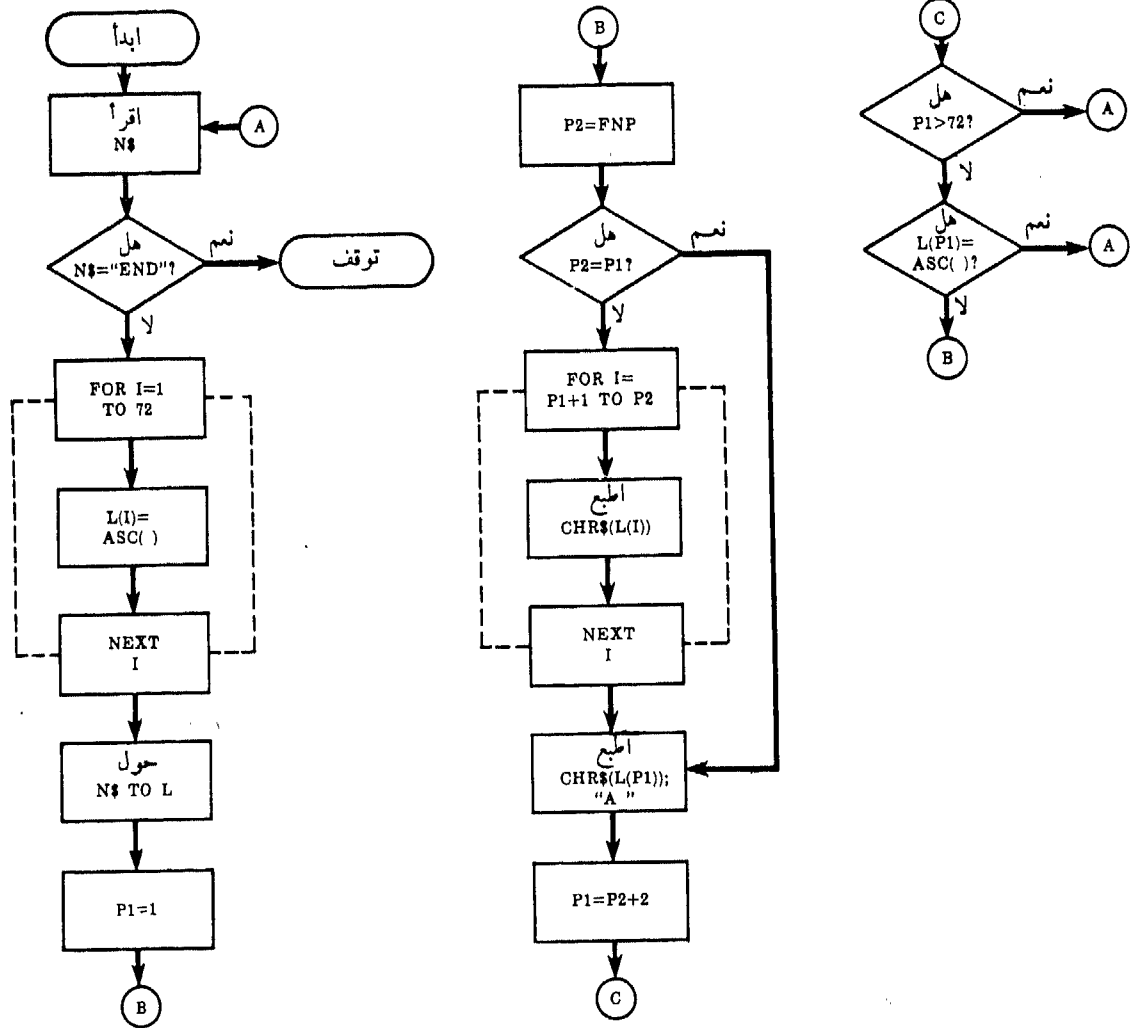 ابدأ
اقرأ
N$
A
هل
N$="END"?
نعم
توقف
لا
FOR I=1
TO 72
L(I)=
ASC( )
NEXT
I
حول
N$ TO L
P1=1
B
B
P2=FNP
هل
P2=P1?
نعم
لا
FOR I=
P1+1 TO P2
اطبع
CHR$(L(I))
NEXT
I
اطبع
CHR$(L(P1));
"A "
P1=P2+2
C
C
هل
P1>72?
نعم
A
لا
هل
L(P1)=
ASC( )?
نعم
A
لا
B